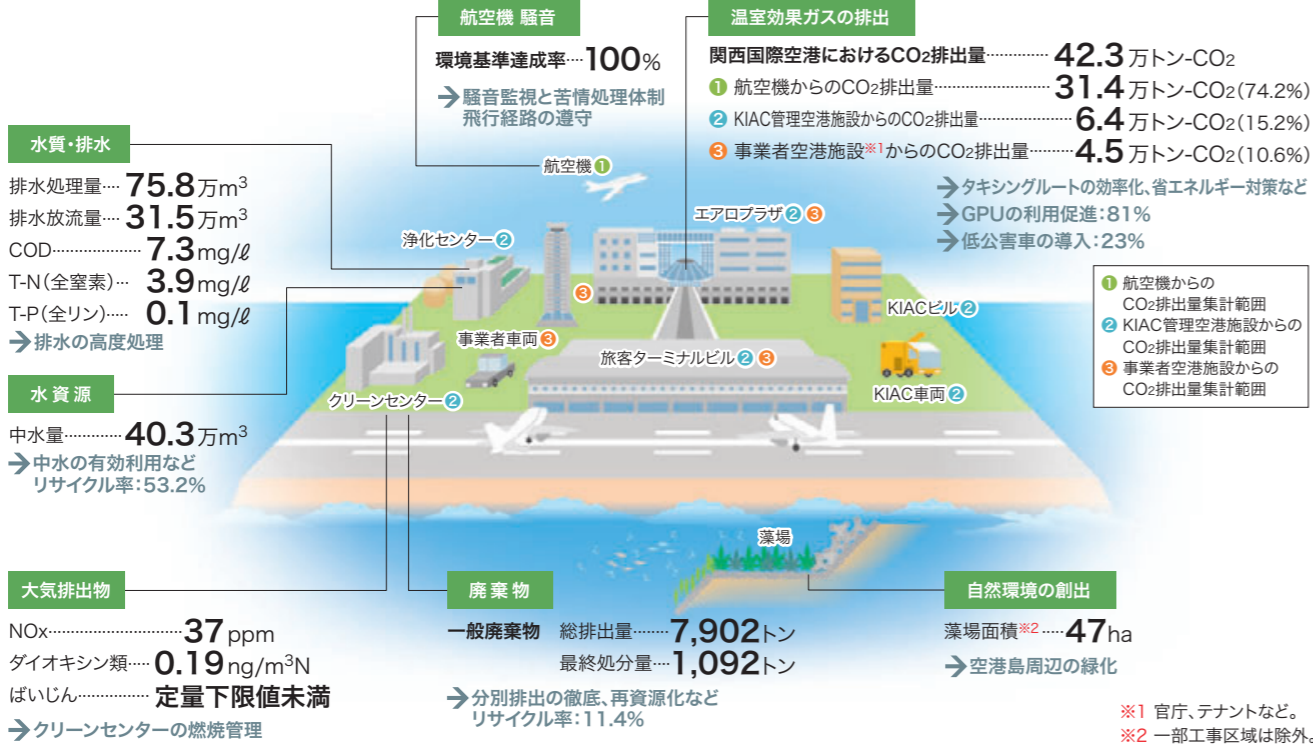 航空機 騒音
環境基準達成率…100%
→騒音監視と苦情処理体制
飛行経路の遵守
温室効果ガスの排出
関西国際空港におけるCO2排出量………… 42.3万トン-CO2
❶ 航空機からのCO2排出量………………… 31.4万トン-CO2(74.2%)
❷ KIAC管理空港施設からのCO2排出量……… 6.4万トン-CO2(15.2%)
❸ 事業者空港施設※1からのCO2排出量……… 4.5万トン-CO2(10.6%)
→タキシングルートの効率化、省エネルギー対策など
→GPUの利用促進:81%
→低公害車の導入:23%
水質・排水
排水処理量… 75.8万m³
排水放流量… 31.5万m³
COD………… 7.3mg/ℓ
T-N(全窒素)… 3.9mg/ℓ
T-P(全リン)…… 0.1mg/ℓ
→排水の高度処理
水資源
中水量………… 40.3万m³
→中水の有効利用など
リサイクル率:53.2%
航空機❶
エアロプラザ❷❸
浄化センター❷
❸
KIACビル❷
事業者車両❸
旅客ターミナルビル❷❸
クリーンセンター❷
KIAC車両❷
藻場
❶ 航空機からの
CO2排出量集計範囲
❷ KIAC管理空港施設からの
CO2排出量集計範囲
❸ 事業者空港施設からの
CO2排出量集計範囲
大気排出物
NOx………………37ppm
ダイオキシン類…… 0.19ng/m³N
ばいじん………… 定量下限値未満
→クリーンセンターの燃焼管理
廃棄物
一般廃棄物 総排出量……7,902トン
最終処分量…1,092トン
→分別排出の徹底、再資源化など
リサイクル率:11.4%
自然環境の創出
藻場面積※2……47ha
→空港島周辺の緑化
※1 官庁、テナントなど。
※2 一部工事区域は除外。